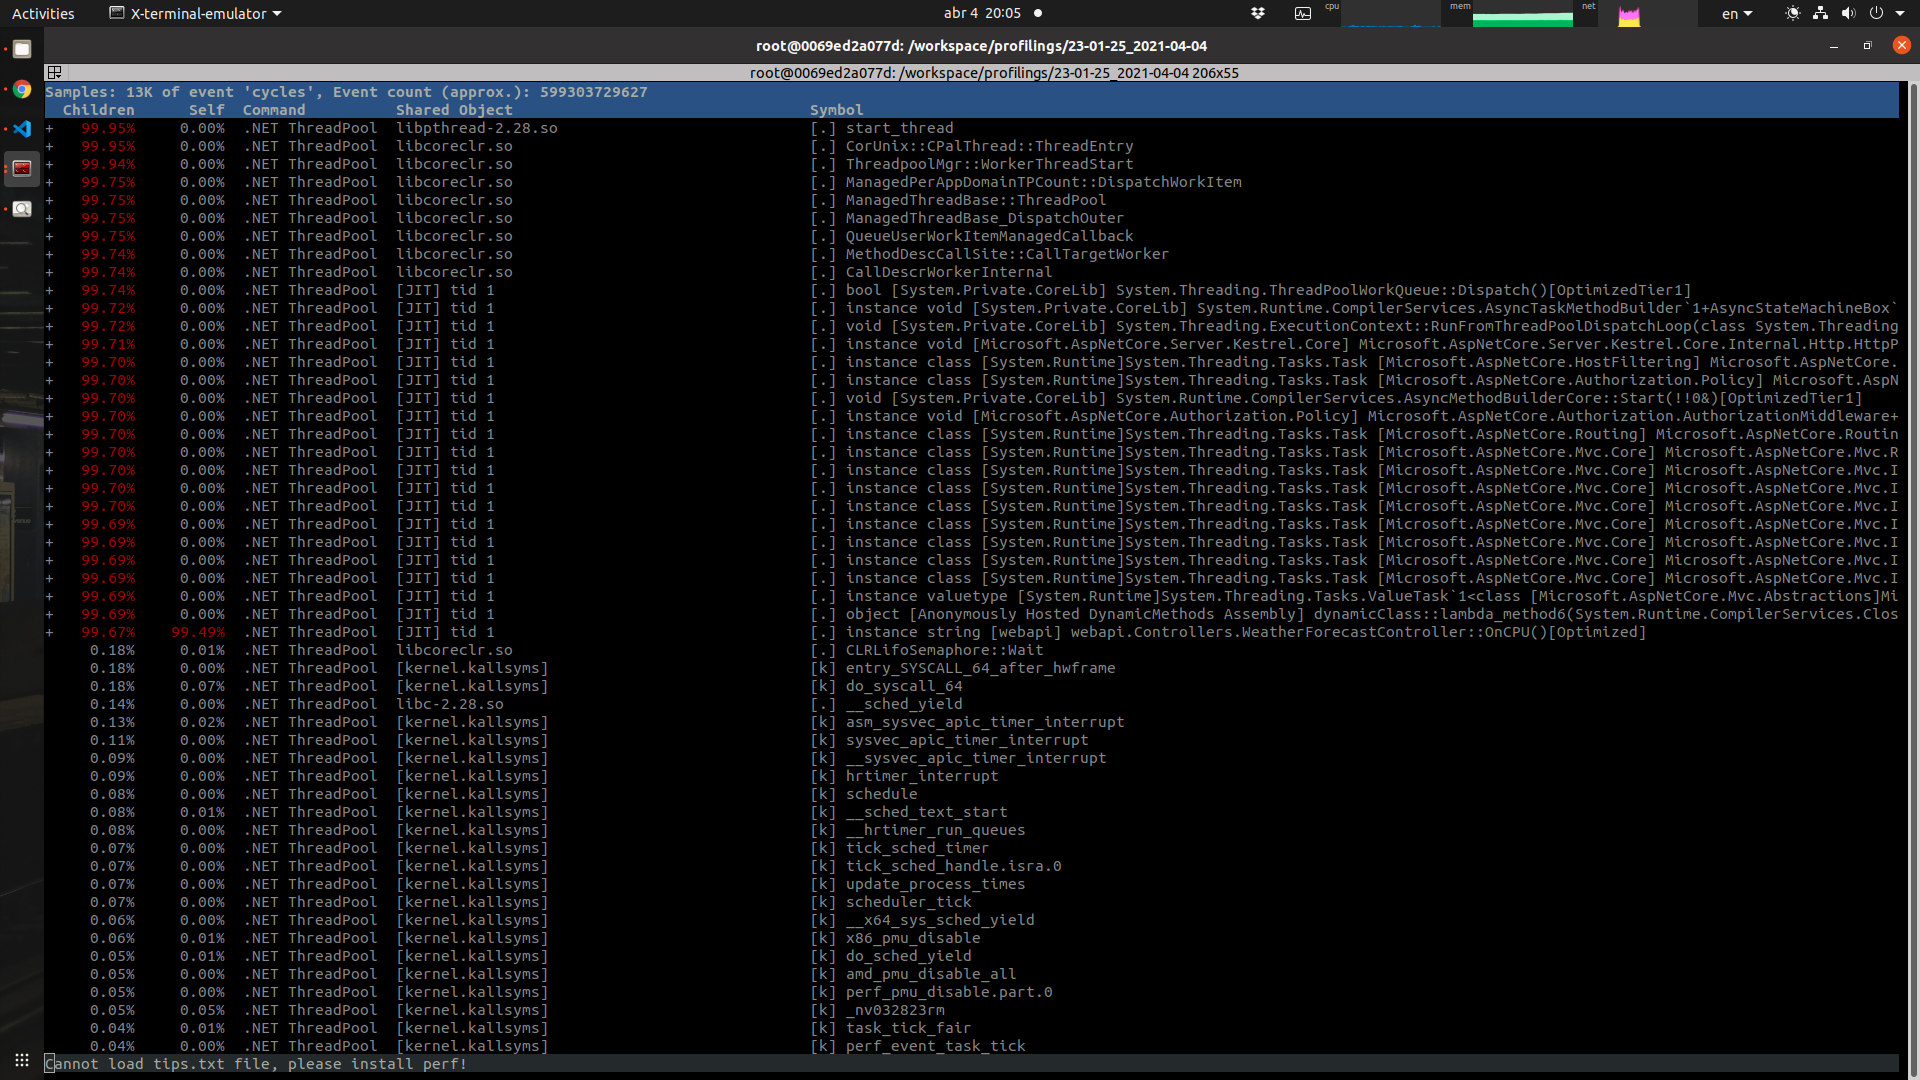 Activities X-terminal-emulator abr 4 20:05 cpu mem net en
root@0069ed2a077d: /workspace/profilings/23-01-25_2021-04-04
root@0069ed2a077d: /workspace/profilings/23-01-25_2021-04-04 206x55
Samples: 13K of event 'cycles', Event count (approx.): 599303729627
Children Self Command Shared Object Symbol
+ 99.95% 0.00% .NET ThreadPool libpthread-2.28.so [.] start_thread
+ 99.95% 0.00% .NET ThreadPool libcoreclr.so [.] CorUnix::CPalThread::ThreadEntry
+ 99.94% 0.00% .NET ThreadPool libcoreclr.so [.] ThreadpoolMgr::WorkerThreadStart
+ 99.75% 0.00% .NET ThreadPool libcoreclr.so [.] ManagedPerAppDomainTPCount::DispatchWorkItem
+ 99.75% 0.00% .NET ThreadPool libcoreclr.so [.] ManagedThreadBase::ThreadPool
+ 99.75% 0.00% .NET ThreadPool libcoreclr.so [.] ManagedThreadBase_DispatchOuter
+ 99.75% 0.00% .NET ThreadPool libcoreclr.so [.] QueueUserWorkItemManagedCallback
+ 99.74% 0.00% .NET ThreadPool libcoreclr.so [.] MethodDescCallSite::CallTargetWorker
+ 99.74% 0.00% .NET ThreadPool libcoreclr.so [.] CallDescrWorkerInternal
+ 99.74% 0.00% .NET ThreadPool [JIT] tid 1 [.] bool [System.Private.CoreLib] System.Threading.ThreadPoolWorkQueue::Dispatch()[OptimizedTier1]
+ 99.72% 0.00% .NET ThreadPool [JIT] tid 1 [.] instance void [System.Private.CoreLib] System.Runtime.CompilerServices.AsyncTaskMethodBuilder`1+AsyncStateMachineBox`
+ 99.72% 0.00% .NET ThreadPool [JIT] tid 1 [.] void [System.Private.CoreLib] System.Threading.ExecutionContext::RunFromThreadPoolDispatchLoop(class System.Threading
+ 99.71% 0.00% .NET ThreadPool [JIT] tid 1 [.] instance void [Microsoft.AspNetCore.Server.Kestrel.Core] Microsoft.AspNetCore.Server.Kestrel.Core.Internal.Http.HttpP
+ 99.70% 0.00% .NET ThreadPool [JIT] tid 1 [.] instance class [System.Runtime]System.Threading.Tasks.Task [Microsoft.AspNetCore.HostFiltering] Microsoft.AspNetCore.
+ 99.70% 0.00% .NET ThreadPool [JIT] tid 1 [.] instance class [System.Runtime]System.Threading.Tasks.Task [Microsoft.AspNetCore.Authorization.Policy] Microsoft.AspN
+ 99.70% 0.00% .NET ThreadPool [JIT] tid 1 [.] void [System.Private.CoreLib] System.Runtime.CompilerServices.AsyncMethodBuilderCore::Start(!!0&)[OptimizedTier1]
+ 99.70% 0.00% .NET ThreadPool [JIT] tid 1 [.] instance void [Microsoft.AspNetCore.Authorization.Policy] Microsoft.AspNetCore.Authorization.AuthorizationMiddleware+
+ 99.70% 0.00% .NET ThreadPool [JIT] tid 1 [.] instance class [System.Runtime]System.Threading.Tasks.Task [Microsoft.AspNetCore.Routing] Microsoft.AspNetCore.Routin
+ 99.70% 0.00% .NET ThreadPool [JIT] tid 1 [.] instance class [System.Runtime]System.Threading.Tasks.Task [Microsoft.AspNetCore.Mvc.Core] Microsoft.AspNetCore.Mvc.R
+ 99.70% 0.00% .NET ThreadPool [JIT] tid 1 [.] instance class [System.Runtime]System.Threading.Tasks.Task [Microsoft.AspNetCore.Mvc.Core] Microsoft.AspNetCore.Mvc.I
+ 99.70% 0.00% .NET ThreadPool [JIT] tid 1 [.] instance class [System.Runtime]System.Threading.Tasks.Task [Microsoft.AspNetCore.Mvc.Core] Microsoft.AspNetCore.Mvc.I
+ 99.70% 0.00% .NET ThreadPool [JIT] tid 1 [.] instance class [System.Runtime]System.Threading.Tasks.Task [Microsoft.AspNetCore.Mvc.Core] Microsoft.AspNetCore.Mvc.I
+ 99.69% 0.00% .NET ThreadPool [JIT] tid 1 [.] instance class [System.Runtime]System.Threading.Tasks.Task [Microsoft.AspNetCore.Mvc.Core] Microsoft.AspNetCore.Mvc.I
+ 99.69% 0.00% .NET ThreadPool [JIT] tid 1 [.] instance class [System.Runtime]System.Threading.Tasks.Task [Microsoft.AspNetCore.Mvc.Core] Microsoft.AspNetCore.Mvc.I
+ 99.69% 0.00% .NET ThreadPool [JIT] tid 1 [.] instance class [System.Runtime]System.Threading.Tasks.Task [Microsoft.AspNetCore.Mvc.Core] Microsoft.AspNetCore.Mvc.I
+ 99.69% 0.00% .NET ThreadPool [JIT] tid 1 [.] instance class [System.Runtime]System.Threading.Tasks.Task [Microsoft.AspNetCore.Mvc.Core] Microsoft.AspNetCore.Mvc.I
+ 99.69% 0.00% .NET ThreadPool [JIT] tid 1 [.] instance valuetype [System.Runtime]System.Threading.Tasks.ValueTask`1<class [Microsoft.AspNetCore.Mvc.Abstractions]Mi
+ 99.69% 0.00% .NET ThreadPool [JIT] tid 1 [.] object [Anonymously Hosted DynamicMethods Assembly] dynamicClass::lambda_method6(System.Runtime.CompilerServices.Clos
+ 99.67% 99.49% .NET ThreadPool [JIT] tid 1 [.] instance string [webapi] webapi.Controllers.WeatherForecastController::OnCPU()[Optimized]
0.18% 0.01% .NET ThreadPool libcoreclr.so [.] CLRLifoSemaphore::Wait
0.18% 0.00% .NET ThreadPool [kernel.kallsyms] [k] entry_SYSCALL_64_after_hwframe
0.18% 0.07% .NET ThreadPool [kernel.kallsyms] [k] do_syscall_64
0.14% 0.00% .NET ThreadPool libc-2.28.so [.] __sched_yield
0.13% 0.02% .NET ThreadPool [kernel.kallsyms] [k] asm_sysvec_apic_timer_interrupt
0.11% 0.00% .NET ThreadPool [kernel.kallsyms] [k] sysvec_apic_timer_interrupt
0.09% 0.00% .NET ThreadPool [kernel.kallsyms] [k] __sysvec_apic_timer_interrupt
0.09% 0.00% .NET ThreadPool [kernel.kallsyms] [k] hrtimer_interrupt
0.08% 0.00% .NET ThreadPool [kernel.kallsyms] [k] schedule
0.08% 0.01% .NET ThreadPool [kernel.kallsyms] [k] __sched_text_start
0.08% 0.00% .NET ThreadPool [kernel.kallsyms] [k] __hrtimer_run_queues
0.07% 0.00% .NET ThreadPool [kernel.kallsyms] [k] tick_sched_timer
0.07% 0.00% .NET ThreadPool [kernel.kallsyms] [k] tick_sched_handle.isra.0
0.07% 0.00% .NET ThreadPool [kernel.kallsyms] [k] update_process_times
0.07% 0.00% .NET ThreadPool [kernel.kallsyms] [k] scheduler_tick
0.06% 0.00% .NET ThreadPool [kernel.kallsyms] [k] __x64_sys_sched_yield
0.06% 0.01% .NET ThreadPool [kernel.kallsyms] [k] x86_pmu_disable
0.05% 0.01% .NET ThreadPool [kernel.kallsyms] [k] do_sched_yield
0.05% 0.00% .NET ThreadPool [kernel.kallsyms] [k] amd_pmu_disable_all
0.05% 0.00% .NET ThreadPool [kernel.kallsyms] [k] perf_pmu_disable.part.0
0.05% 0.05% .NET ThreadPool [kernel.kallsyms] [k] _nv032823rm
0.04% 0.01% .NET ThreadPool [kernel.kallsyms] [k] task_tick_fair
0.04% 0.00% .NET ThreadPool [kernel.kallsyms] [k] perf_event_task_tick
Cannot load tips.txt file, please install perf!